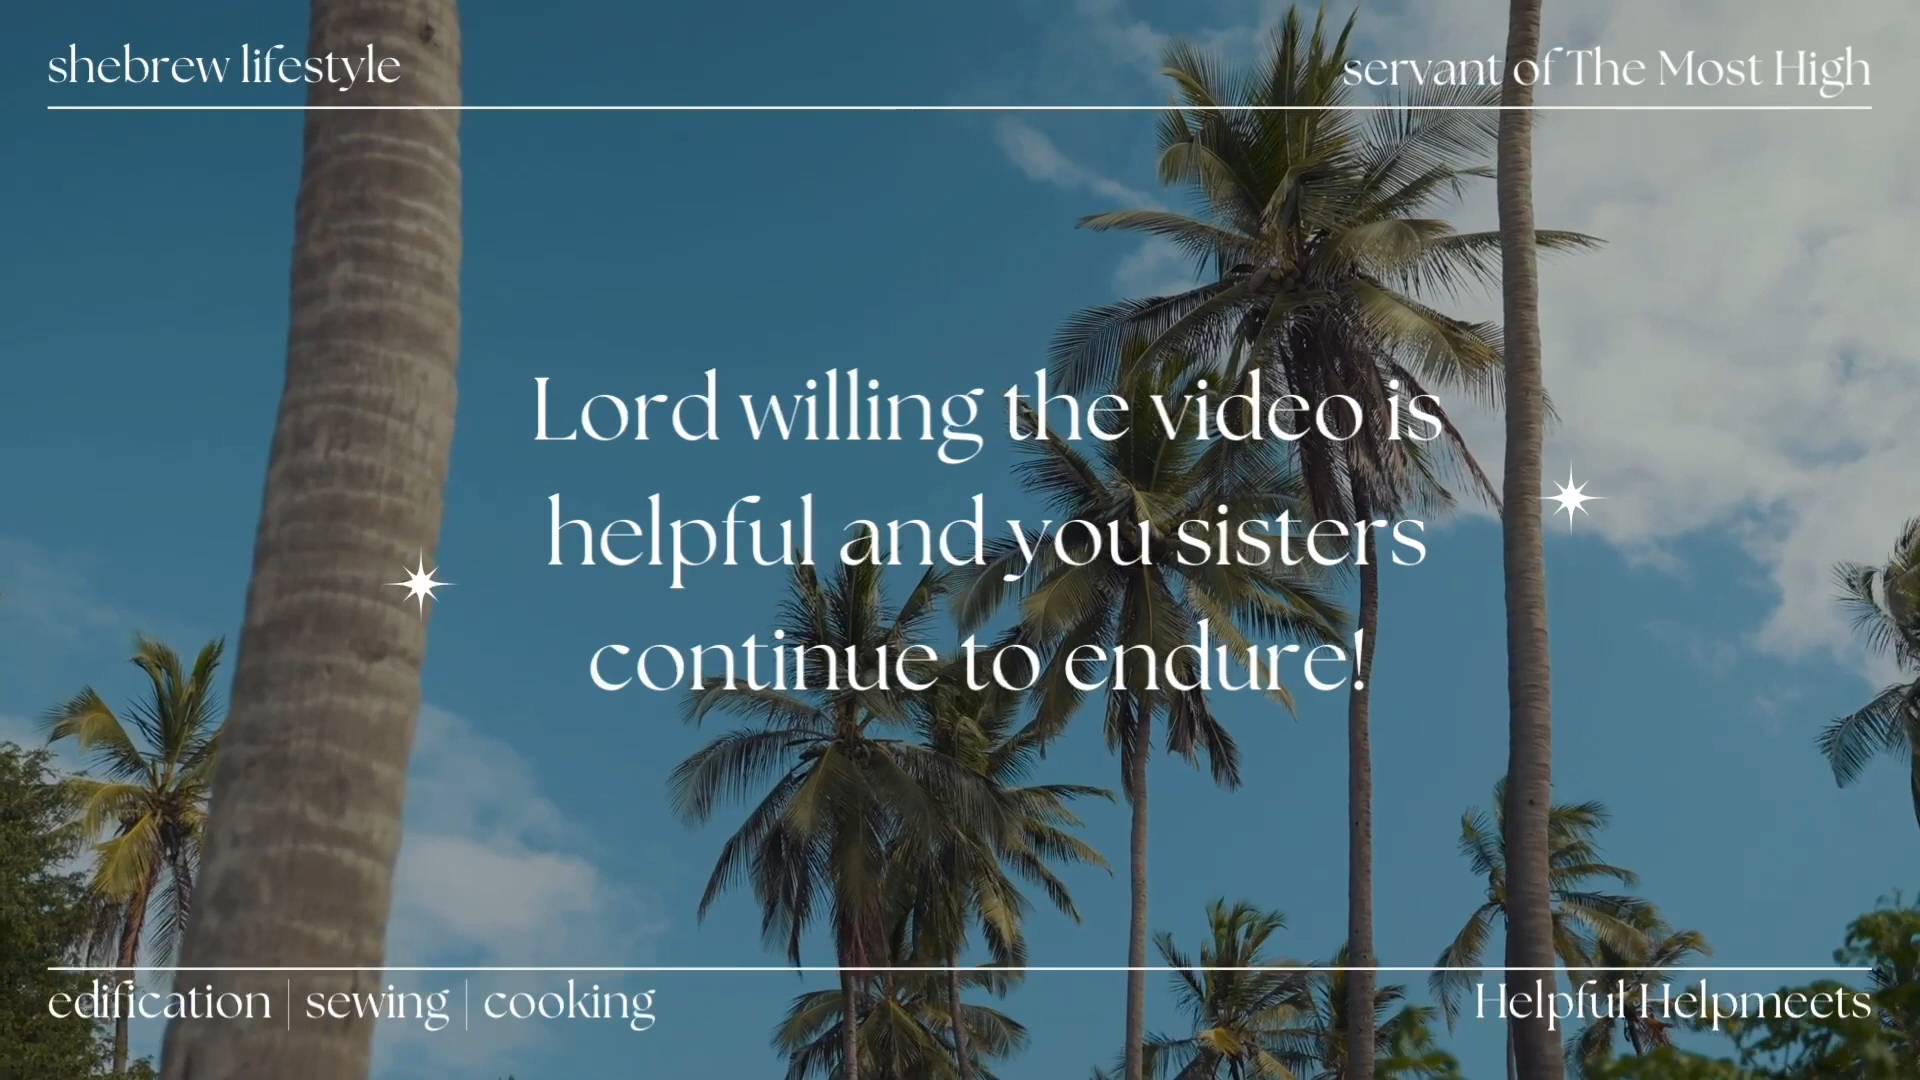 shebrew lifestyle
servant of The Most High
Lord willing the video is
helpful and you sisters
continue to endure!
edification | sewing | cooking
Helpful Helpmeets